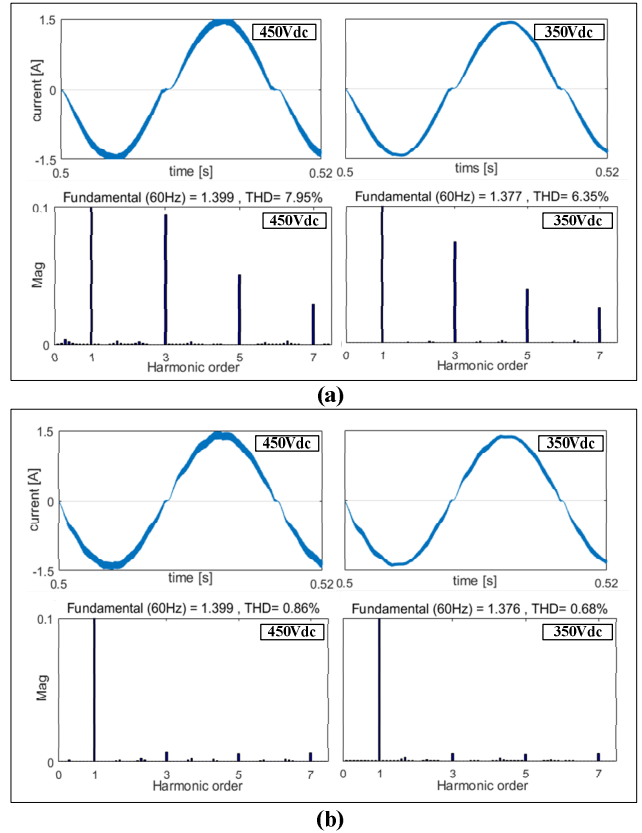 1.5
450Vdc
350Vdc
current [A]
0
-1.5
0.5
time [s]
0.52
0.5
tims [s]
0.52
Fundamental (60Hz) = 1.399 , THD= 7.95%
Fundamental (60Hz) = 1.377 , THD= 6.35%
0.1
450Vdc
350Vdc
Mag
0
0 1 3 5 7
0 1 3 5 7
Harmonic order
Harmonic order
(a)
1.5
450Vdc
350Vdc
current [A]
0
-1.5
0.5
time [s]
0.52
0.5
time [s]
0.52
Fundamental (60Hz) = 1.399 , THD= 0.86%
Fundamental (60Hz) = 1.376 , THD= 0.68%
0.1
450Vdc
0.1
350Vdc
Mag
0
0
0 1 3 5 7
0 1 3 5 7
Harmonic order
Harmonic order
(b)